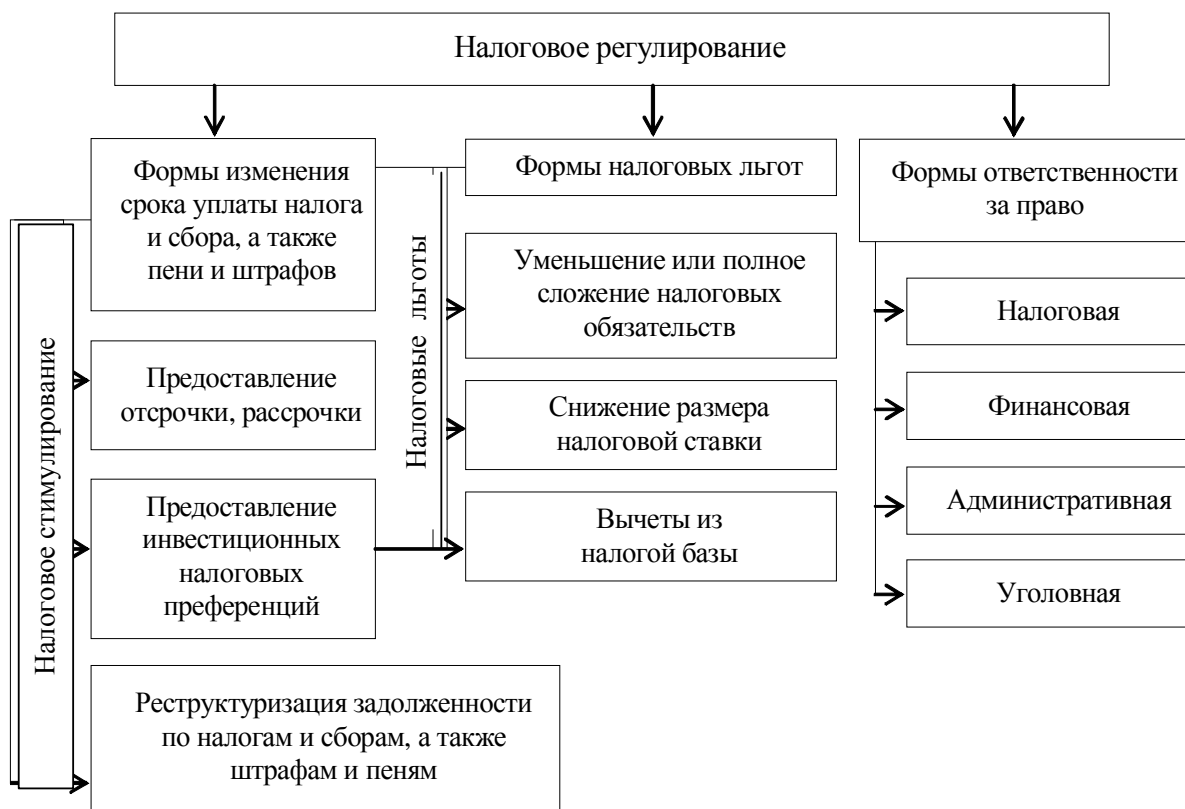 Налоговое регулирование
Формы изменения
срока уплаты налога
и сбора, а также
пени и штрафов
Формы налоговых льгот
Формы ответственности
за право
Налоговое стимулирование
Предоставление
отсрочки, рассрочки
Предоставление
инвестиционных
налоговых
преференций
Реструктуризация задолженности
по налогам и сборам, а также
штрафам и пеням
Налоговые льготы
Уменьшение или полное
сложение налоговых
обязательств
Снижение размера
налоговой ставки
Вычеты из
налогой базы
Налоговая
Финансовая
Административная
Уголовная